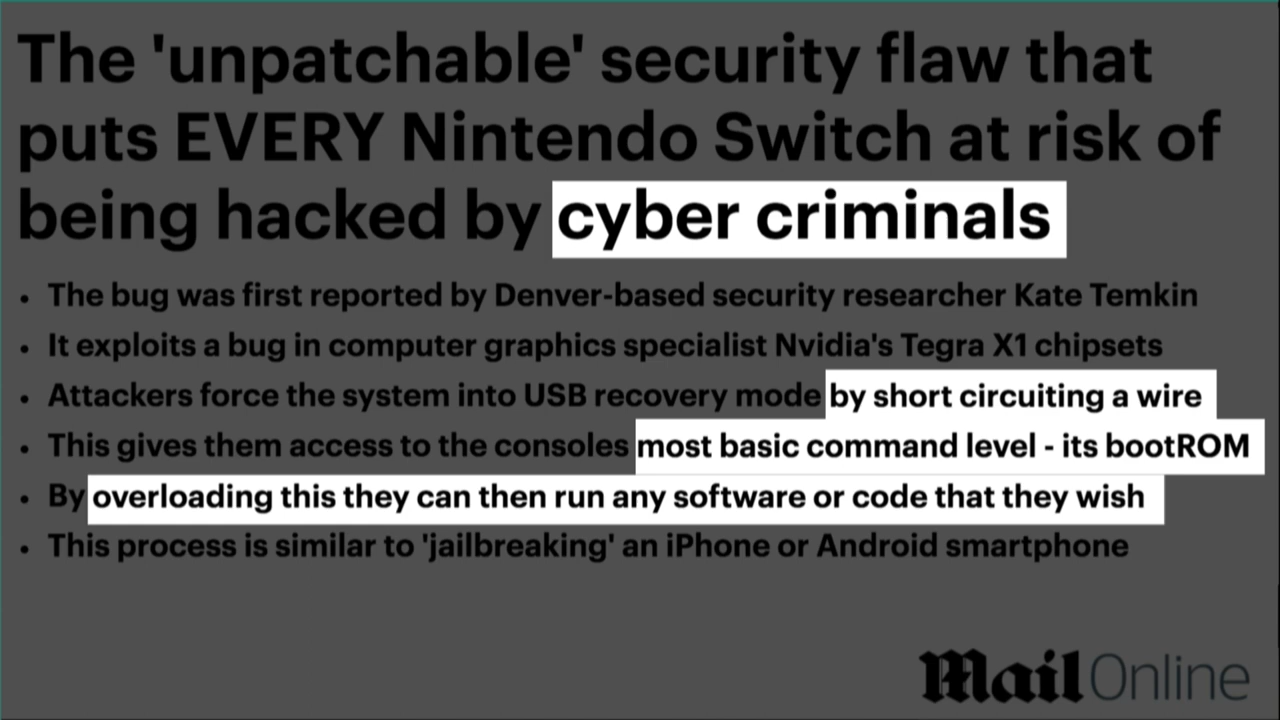 The 'unpatchable' security flaw that
puts EVERY Nintendo Switch at risk of
being hacked by cyber criminals
• The bug was first reported by Denver-based security researcher Kate Temkin
• It exploits a bug in computer graphics specialist Nvidia's Tegra X1 chipsets
• Attackers force the system into USB recovery mode by short circuiting a wire
• This gives them access to the consoles most basic command level - its bootROM
• By overloading this they can then run any software or code that they wish
• This process is similar to 'jailbreaking' an iPhone or Android smartphone
Mail Online